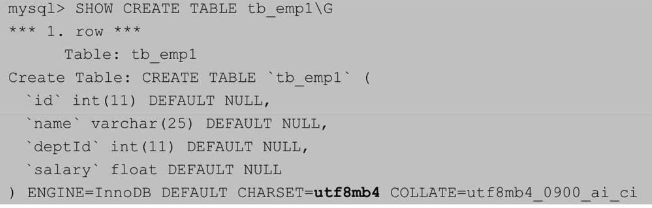 mysql> SHOW CREATE TABLE tb_emp1\G
*** 1. row ***
Table: tb_emp1
Create Table: CREATE TABLE `tb_emp1` (
`id` int(11) DEFAULT NULL,
`name` varchar(25) DEFAULT NULL,
`deptId` int(11) DEFAULT NULL,
`salary` float DEFAULT NULL
) ENGINE=InnoDB DEFAULT CHARSET=utf8mb4 COLLATE=utf8mb4_0900_ai_ci